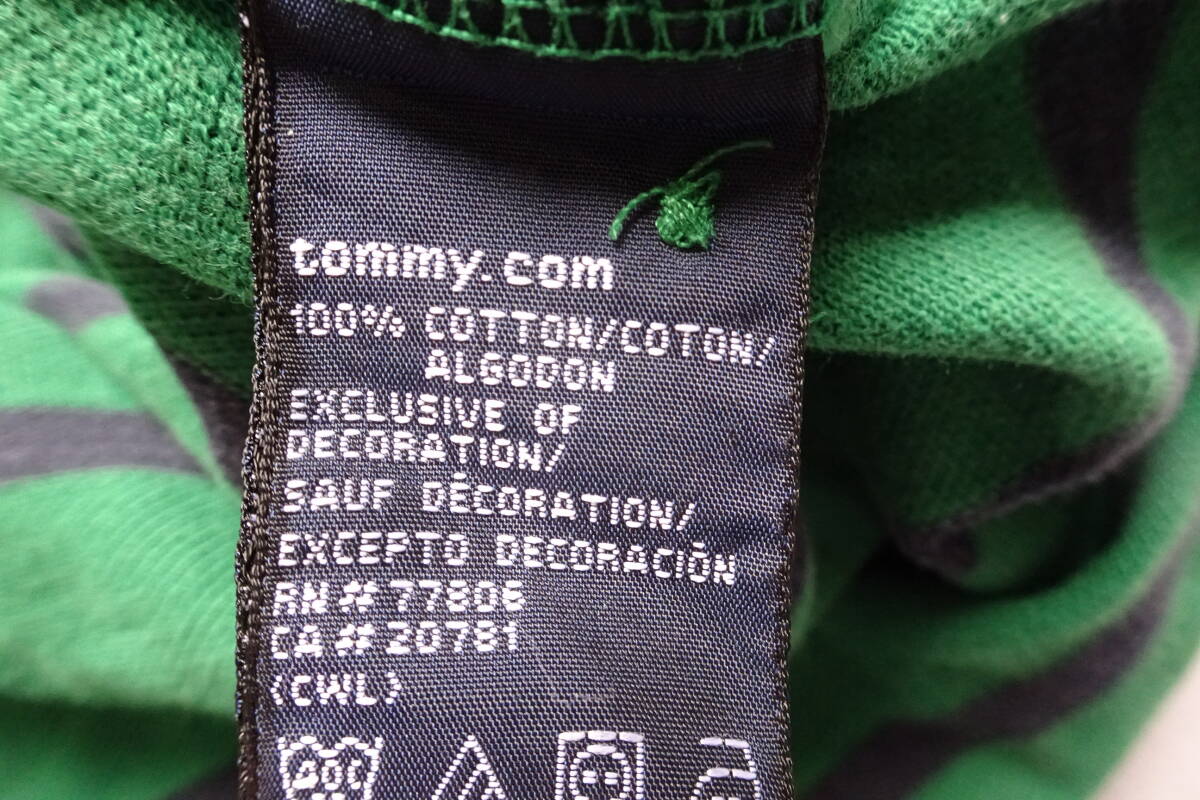 tommy.com
100% COTTON/COTON/
ALGODON
EXCLUSIVE OF
DECORATION/
SAUF DÉCORATION/
EXCEPTO DECORACIÓN
RN # 77806
CA # 20781
(CWL)